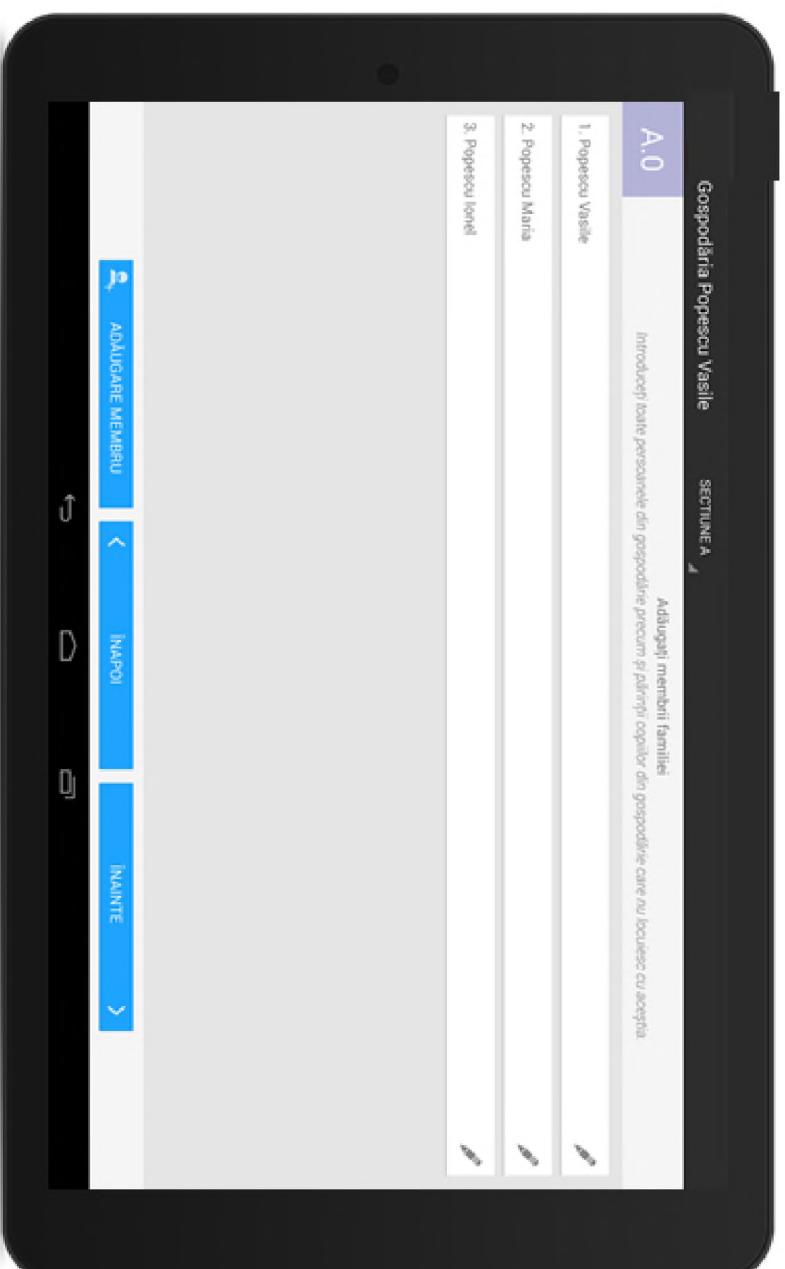 Gospodăria Popescu Vasile
SECTIUNE A
A.0
Adăugați membrii familiei
Introduceți toate persoanele din gospodărie precum și părinții copiilor din gospodărie care nu locuiesc cu aceștia.
1. Popescu Vasile
2. Popescu Maria
3. Popescu Ionel
ADĂUGARE MEMBRU
ÎNAPOI
ÎNAINTE